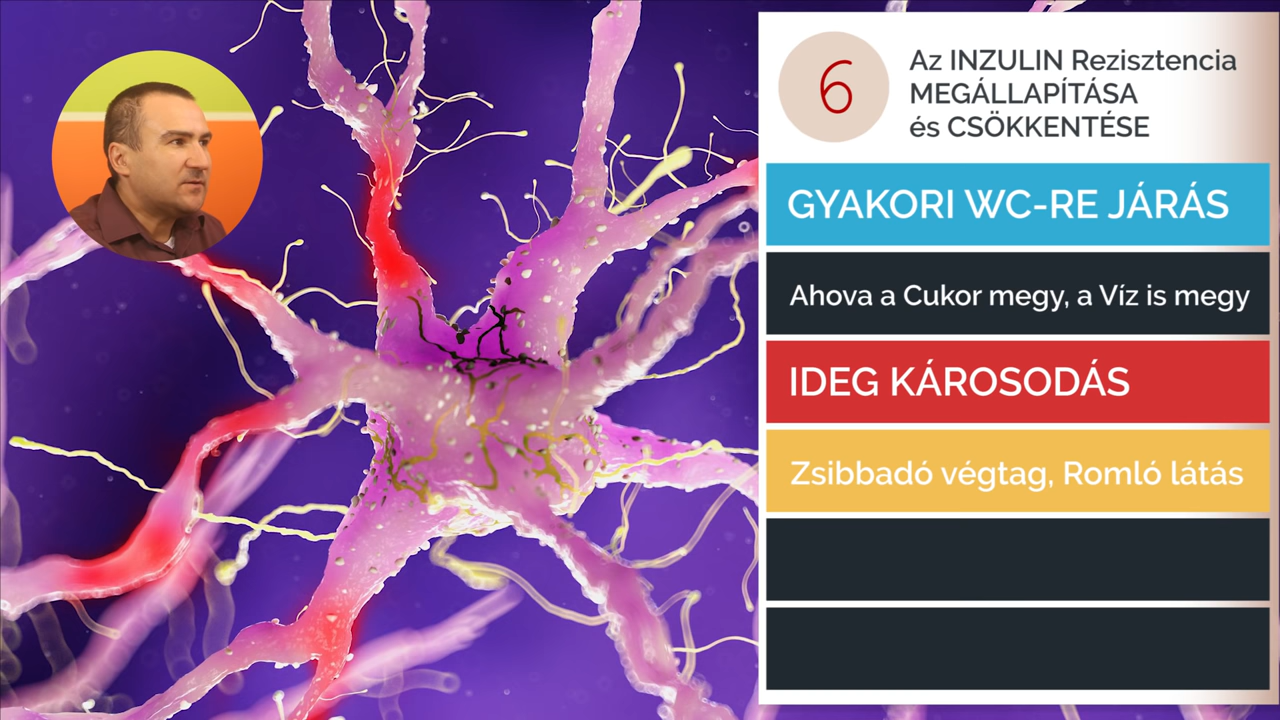 6
Az INZULIN Rezisztencia
MEGÁLLAPÍTÁSA
és CSÖKKENTÉSE
GYAKORI WC-RE JÁRÁS
Ahova a Cukor megy, a Víz is megy
IDEG KÁROSODÁS
Zsibbadó végtag, Romló látás